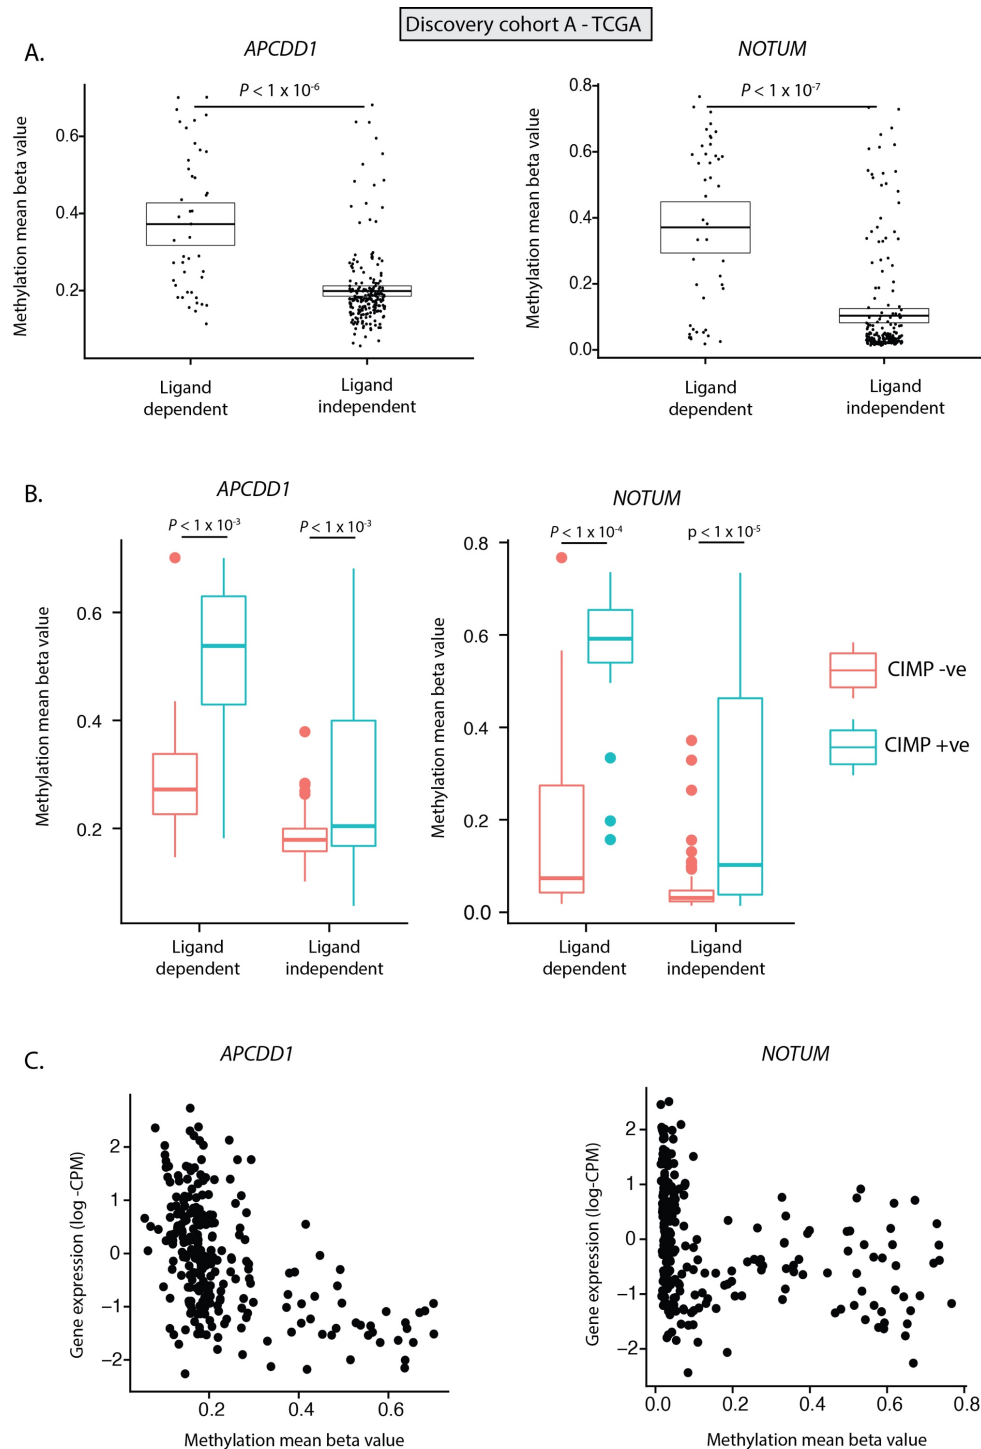 Discovery cohort A - TCGA
A.
APCDD1
NOTUM
P < 1 x 10-6
P < 1 x 10-7
Methylation mean beta value
0.6
0.4
0.2
Ligand
dependent
Ligand
independent
Methylation mean beta value
0.8
0.6
0.4
0.2
0.0
Ligand
dependent
Ligand
independent
B.
APCDD1
NOTUM
P < 1 x 10-3
P < 1 x 10-3
P < 1 x 10-4
p < 1 x 10-5
Methylation mean beta value
0.6
0.4
0.2
Ligand
dependent
Ligand
independent
Methylation mean beta value
0.8
0.6
0.4
0.2
0.0
Ligand
dependent
Ligand
independent
CIMP -ve
CIMP +ve
C.
APCDD1
NOTUM
Gene expression (log -CPM)
2
1
0
−1
−2
0.2
0.4
0.6
Methylation mean beta value
Gene expression (log-CPM)
2
1
0
−1
−2
0.0
0.2
0.4
0.6
0.8
Methylation mean beta value